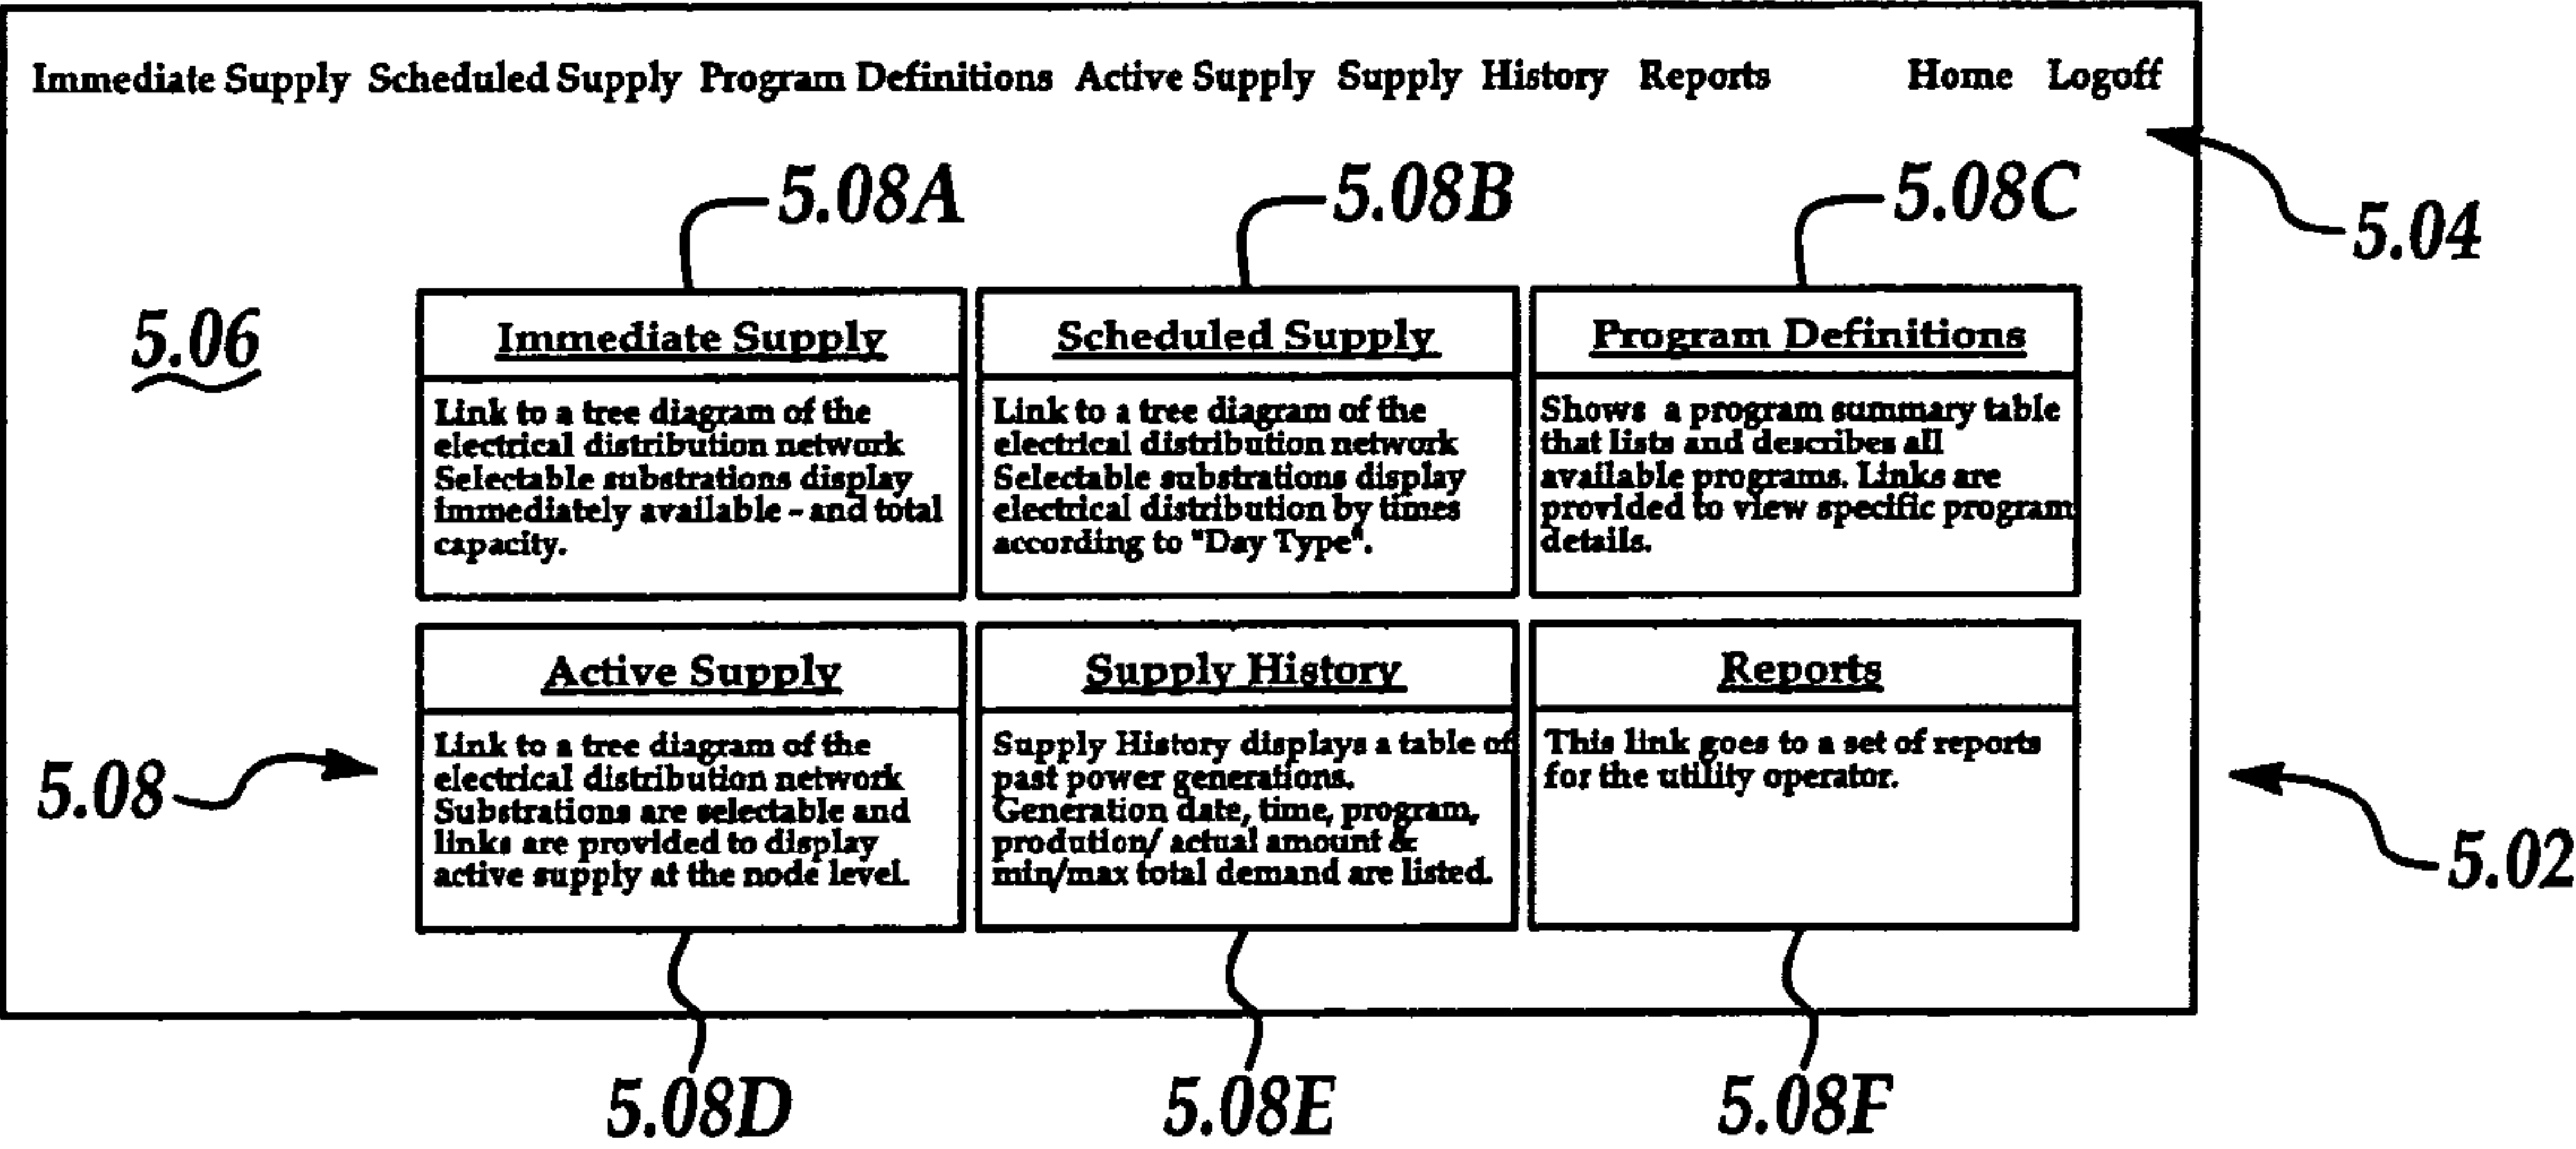 Immediate Supply Scheduled Supply Program Definitions Active Supply Supply History Reports Home Logoff
5.08A
5.08B
5.08C
5.04
5.06
Immediate Supply
Link to a tree diagram of the
electrical distribution network
Selectable substrations display
immediately available - and total
capacity.
Scheduled Supply
Link to a tree diagram of the
electrical distribution network
Selectable substrations display
electrical distribution by times
according to "Day Type".
Program Definitions
Shows a program summary table
that lists and describes all
available programs. Links are
provided to view specific program
details.
Active Supply
Link to a tree diagram of the
electrical distribution network
Substrations are selectable and
links are provided to display
active supply at the node level.
Supply History
Supply History displays a table of
past power generations.
Generation date, time, program,
prodution/ actual amount &
min/max total demand are listed.
Reports
This link goes to a set of reports
for the utility operator.
5.08
5.02
5.08D
5.08E
5.08F